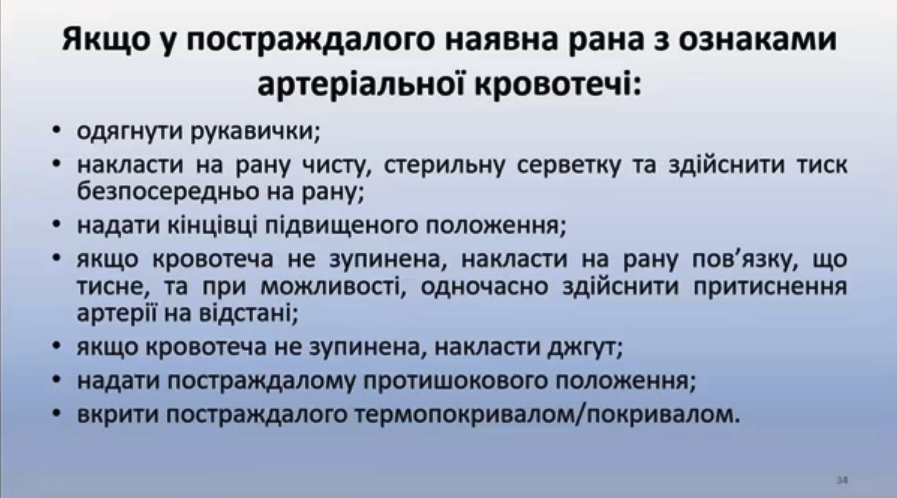 Якщо у постраждалого наявна рана з ознаками
артеріальної кровотечі:
• одягнути рукавички;
• накласти на рану чисту, стерильну серветку та здійснити тиск
безпосередньо на рану;
• надати кінцівці підвищеного положення;
• якщо кровотеча не зупинена, накласти на рану пов’язку, що
тисне, та при можливості, одночасно здійснити притиснення
артерії на відстані;
• якщо кровотеча не зупинена, накласти джгут;
• надати постраждалому протишокового положення;
• вкрити постраждалого термопокривалом/покривалом.
34